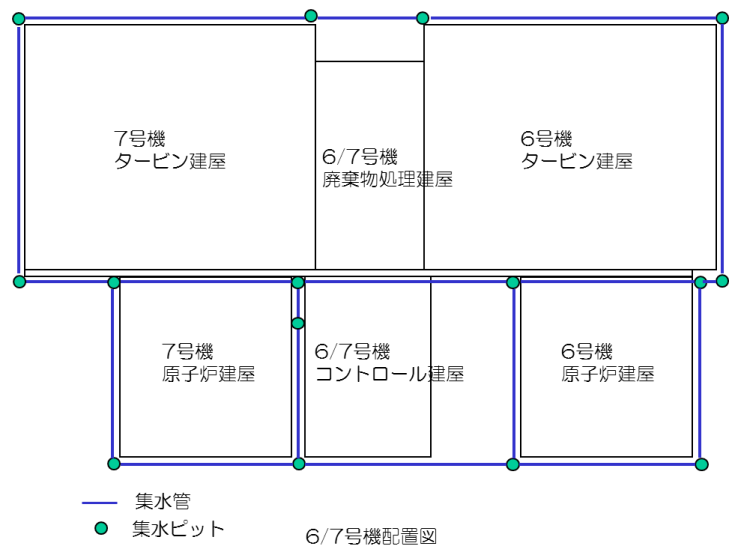 7号機
タービン建屋
6/7号機
廃棄物処理建屋
6号機
タービン建屋
7号機
原子炉建屋
6/7号機
コントロール建屋
6号機
原子炉建屋
集水管
集水ピット
6/7号機配置図